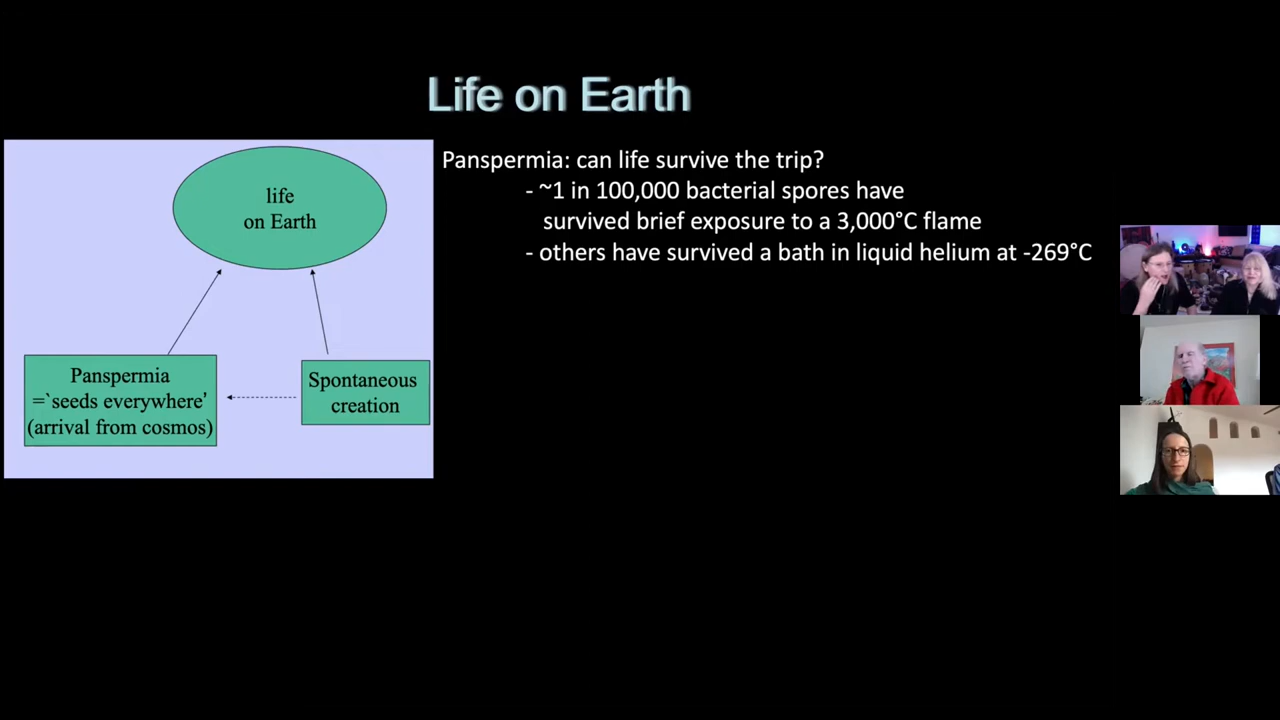 Life on Earth
life
on Earth
Panspermia
=`seeds everywhere’
(arrival from cosmos)
Spontaneous
creation
Panspermia: can life survive the trip?
- ~1 in 100,000 bacterial spores have
survived brief exposure to a 3,000°C flame
- others have survived a bath in liquid helium at -269°C